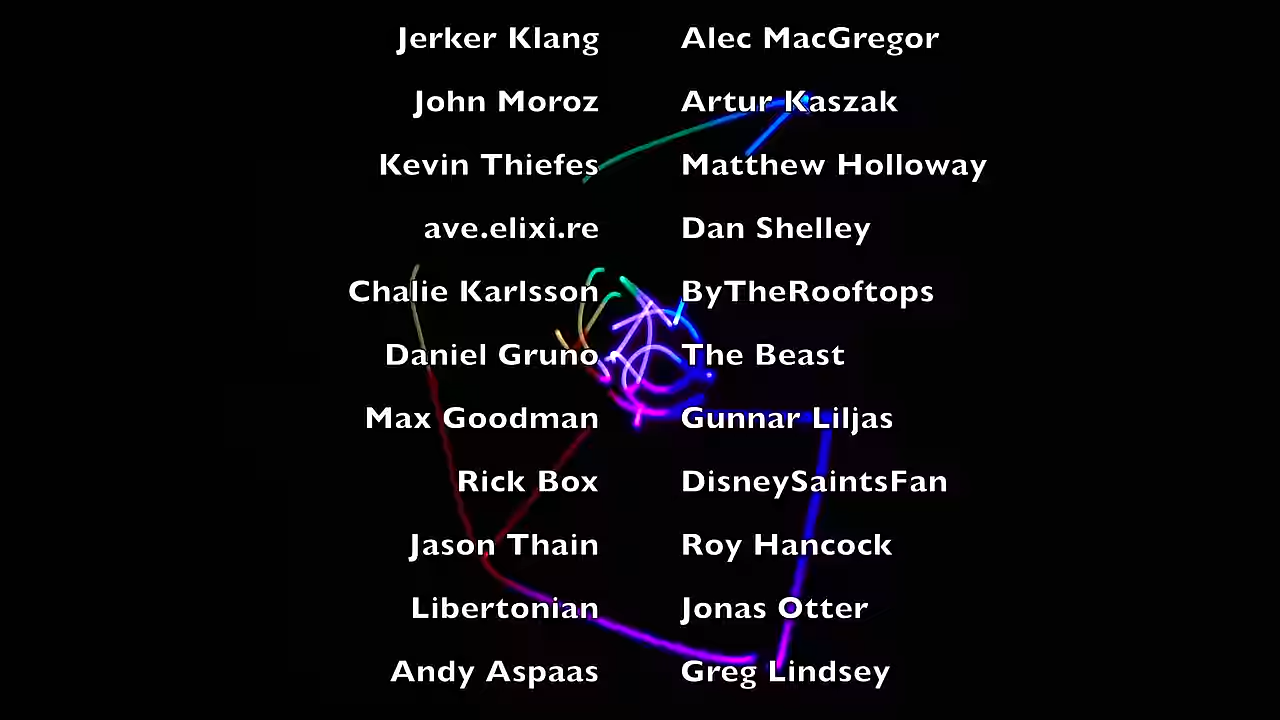 Jerker Klang Alec MacGregor
John Moroz Artur Kaszak
Kevin Thiefes Matthew Holloway
ave.elixi.re Dan Shelley
Chalie Karlsson ByTheRooftops
Daniel Gruno The Beast
Max Goodman Gunnar Liljas
Rick Box DisneySaintsFan
Jason Thain Roy Hancock
Libertonian Jonas Otter
Andy Aspaas Greg Lindsey